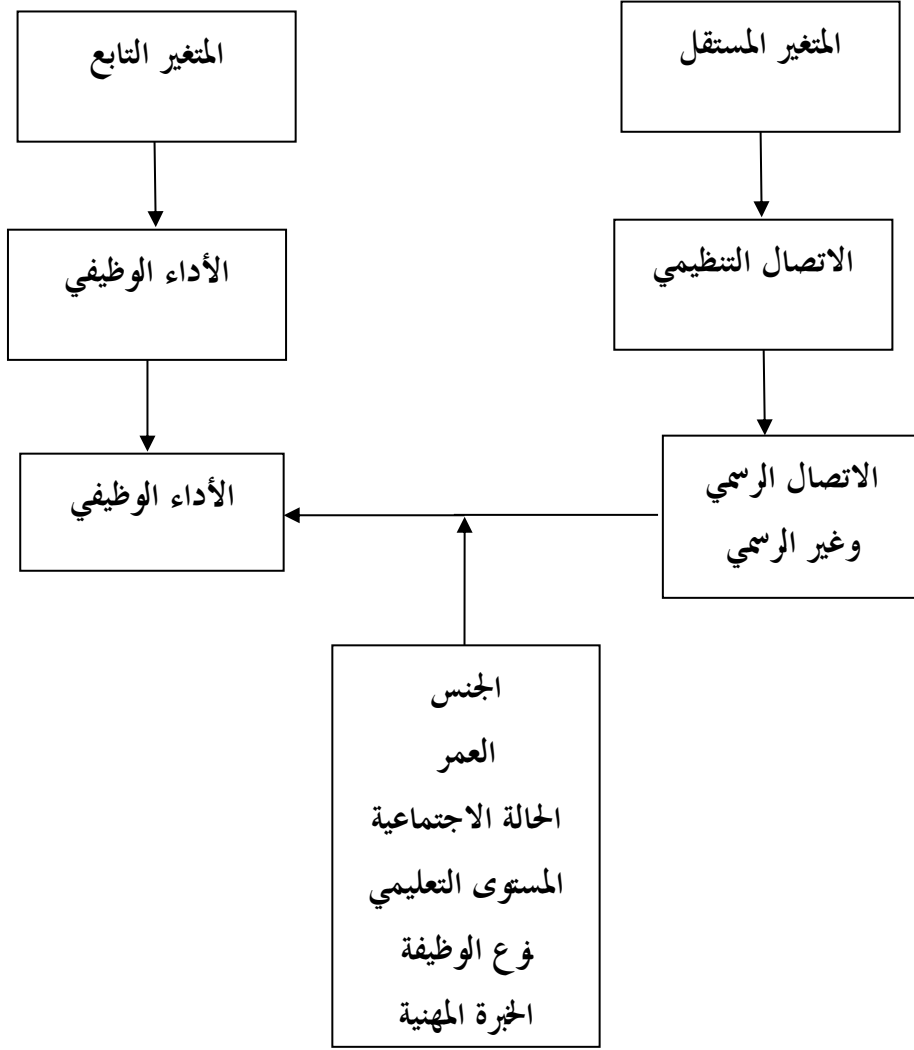 المتغير المستقل
المتغير التابع
الاتصال التنظيمي
الأداء الوظيفي
الاتصال الرسمي
وغير الرسمي
الأداء الوظيفي
الجنس
العمر
الحالة الاجتماعية
المستوى التعليمي
نوع الوظيفة
الخبرة المهنية